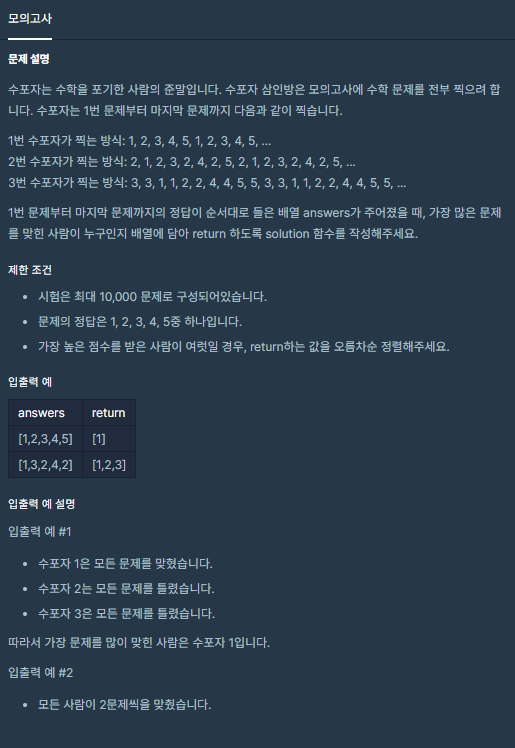 모의고사
문제 설명
수포자는 수학을 포기한 사람의 준말입니다. 수포자 삼인방은 모의고사에 수학 문제를 전부 찍으려 합
니다. 수포자는 1번 문제부터 마지막 문제까지 다음과 같이 찍습니다.
1번 수포자가 찍는 방식: 1, 2, 3, 4, 5, 1, 2, 3, 4, 5, ...
2번 수포자가 찍는 방식: 2, 1, 2, 3, 2, 4, 2, 5, 2, 1, 2, 3, 2, 4, 2, 5, ...
3번 수포자가 찍는 방식: 3, 3, 1, 1, 2, 2, 4, 4, 5, 5, 3, 3, 1, 1, 2, 2, 4, 4, 5, 5, ...
1번 문제부터 마지막 문제까지의 정답이 순서대로 들은 배열 answers가 주어졌을 때, 가장 많은 문제
를 맞힌 사람이 누구인지 배열에 담아 return 하도록 solution 함수를 작성해주세요.
제한 조건
• 시험은 최대 10,000 문제로 구성되어있습니다.
• 문제의 정답은 1, 2, 3, 4, 5중 하나입니다.
• 가장 높은 점수를 받은 사람이 여럿일 경우, return하는 값을 오름차순 정렬해주세요.
입출력 예
answers return
[1,2,3,4,5] [1]
[1,3,2,4,2] [1,2,3]
입출력 예 설명
입출력 예 #1
• 수포자 1은 모든 문제를 맞혔습니다.
• 수포자 2는 모든 문제를 틀렸습니다.
• 수포자 3은 모든 문제를 틀렸습니다.
따라서 가장 문제를 많이 맞힌 사람은 수포자 1입니다.
입출력 예 #2
• 모든 사람이 2문제씩을 맞췄습니다.